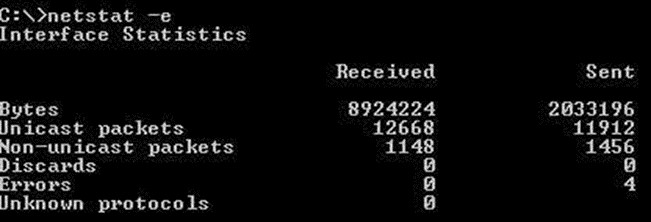 C:\>netstat -e
Interface Statistics
Received Sent
Bytes 8924224 2033196
Unicast packets 12668 11912
Non-unicast packets 1148 1456
Discards 0 0
Errors 0 4
Unknown protocols 0